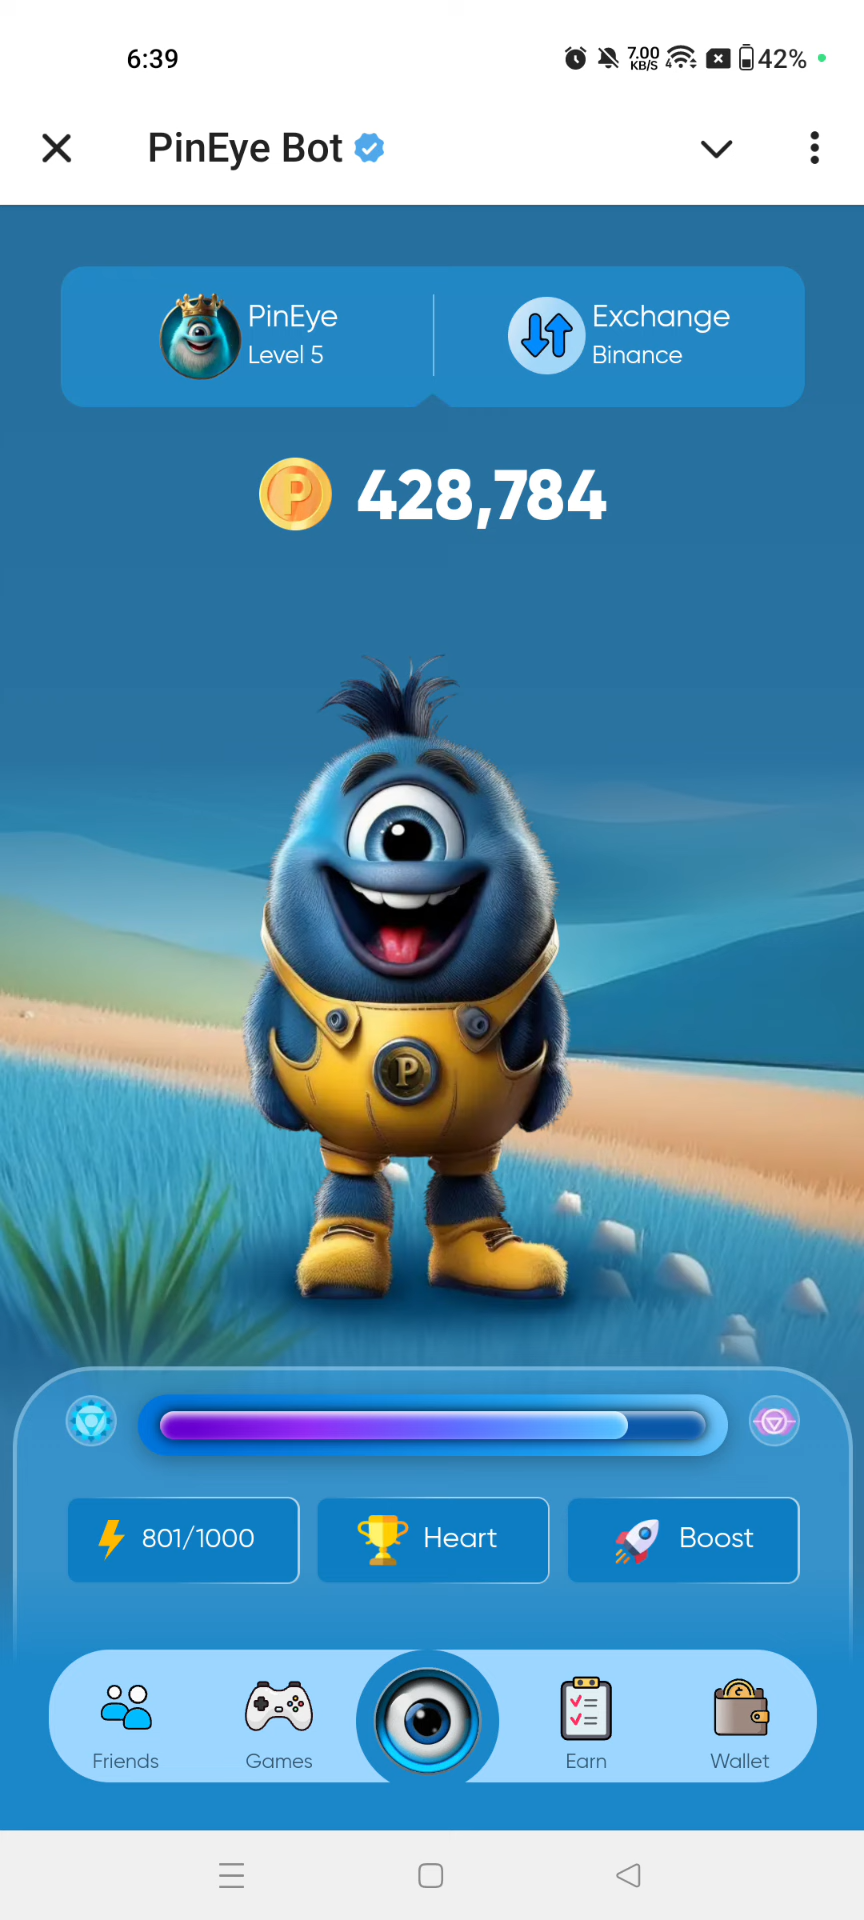 6:39
7.00
KB/S
4
42%
PinEye Bot
PinEye
Level 5
Exchange
Binance
P
428,784
P
801/1000
Heart
Boost
Friends
Games
Earn
Wallet